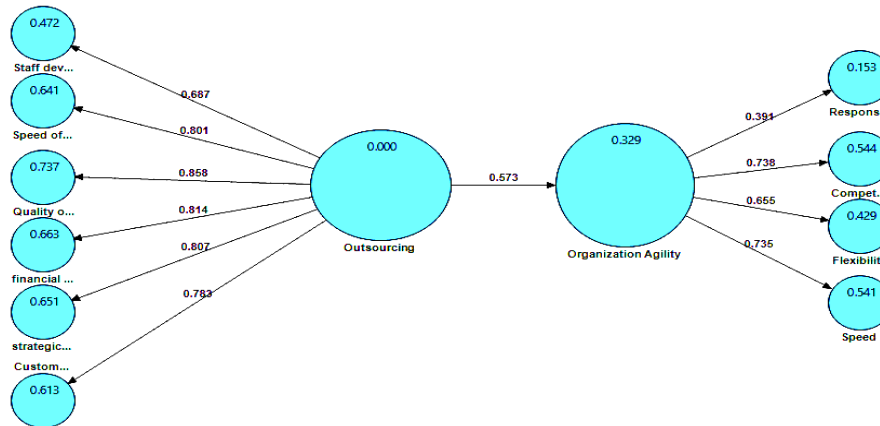 0.472
Staff dev...
0.641
Speed of...
0.737
Quality o...
0.663
financial ...
0.651
strategic...
Custom...
0.613
0.687
0.801
0.858
0.814
0.807
0.783
0.000
Outsourcing
0.573
0.329
Organization Agility
0.391
0.738
0.655
0.735
0.153
Respons
0.544
Compet.
0.429
Flexibilit
0.541
Speed